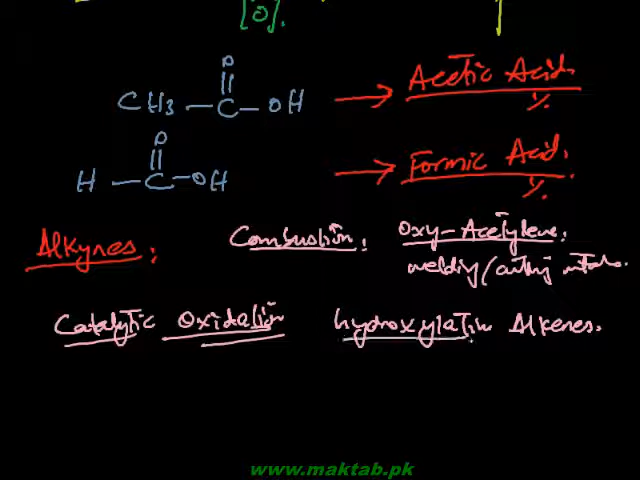 [O].
O
CH3 — C — OH → Acetic Acid.
O
H — C — OH → Formic Acid.
Alkynes: Combustion: Oxy-Acetylene:
welding/cutting metals.
Catalytic Oxidation hydroxylation Alkenes.
www.maktab.pk